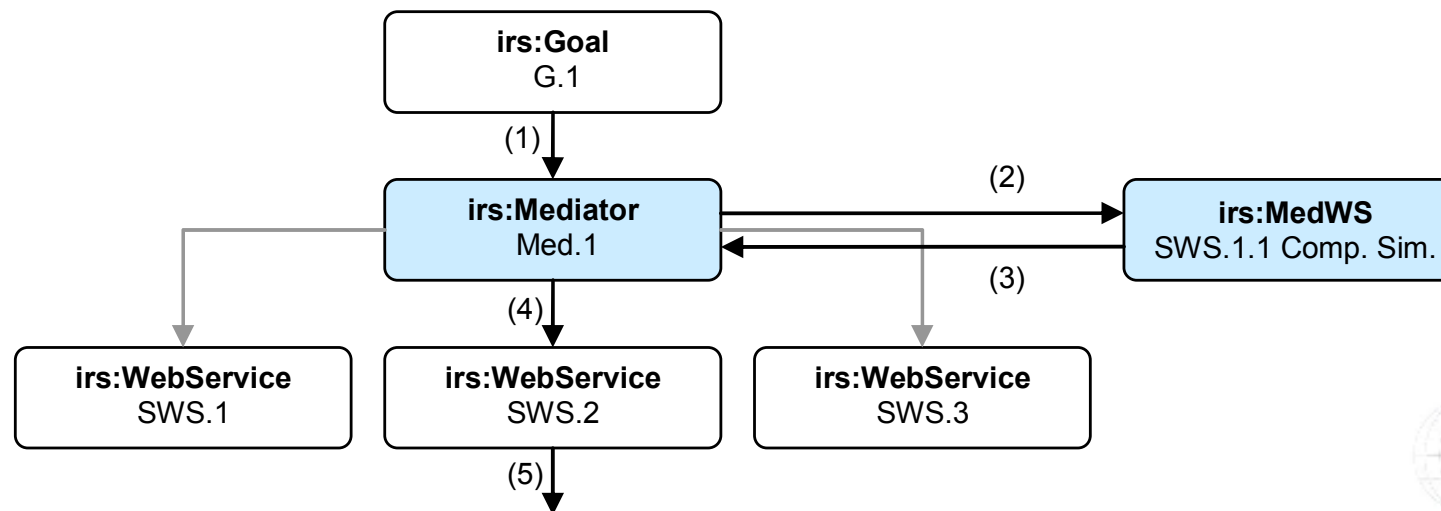 irs:Goal
G.1
(1)
(2)
irs:Mediator
Med.1
irs:MedWS
SWS.1.1 Comp. Sim.
(3)
(4)
irs:WebService
SWS.1
irs:WebService
SWS.2
irs:WebService
SWS.3
(5)